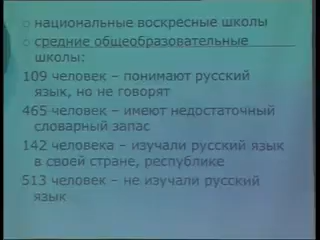 национальные воскресные школы
средние общеобразовательные
школы:
109 человек – понимают русский
язык, но не говорят
465 человек – имеют недостаточный
словарный запас
142 человека – изучали русский язык
в своей стране, республике
513 человек – не изучали русский
язык